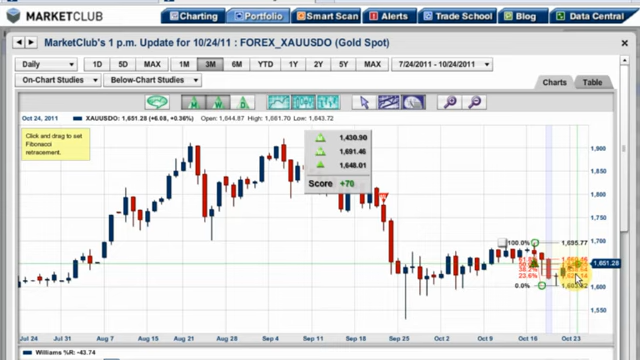 MARKETCLUB
Charting
Portfolio
Smart Scan
Alerts
Trade School
Blog
Data Central
MarketClub's 1 p.m. Update for 10/24/11 : FOREX_XAUUSDO (Gold Spot)
Daily
1D
5D
MAX
1M
3M
6M
YTD
1Y
2Y
5Y
MAX
7/24/2011 - 10/24/2011
On-Chart Studies
Below-Chart Studies
Charts
Table
M
W
D
Oct 24, 2011
XAUUSDO: 1,651.28 (+6.08, +0.36%)
Open: 1,644.87
High: 1,661.70
Low: 1,643.72
Click and drag to set
Fibonacci
retracement.
1,430.90
1,691.46
1,648.01
Score +70
1,900
1,850
1,800
1,750
1,700
1,651.28
1,600
1,550
100.0%
1,695.77
38.2%
23.6%
0.0%
Jul 24
Jul 31
Aug 7
Aug 15
Aug 22
Aug 28
Sep 5
Sep 11
Sep 18
Sep 25
Oct 2
Oct 9
Oct 16
Oct 23
Williams %R: -43.74